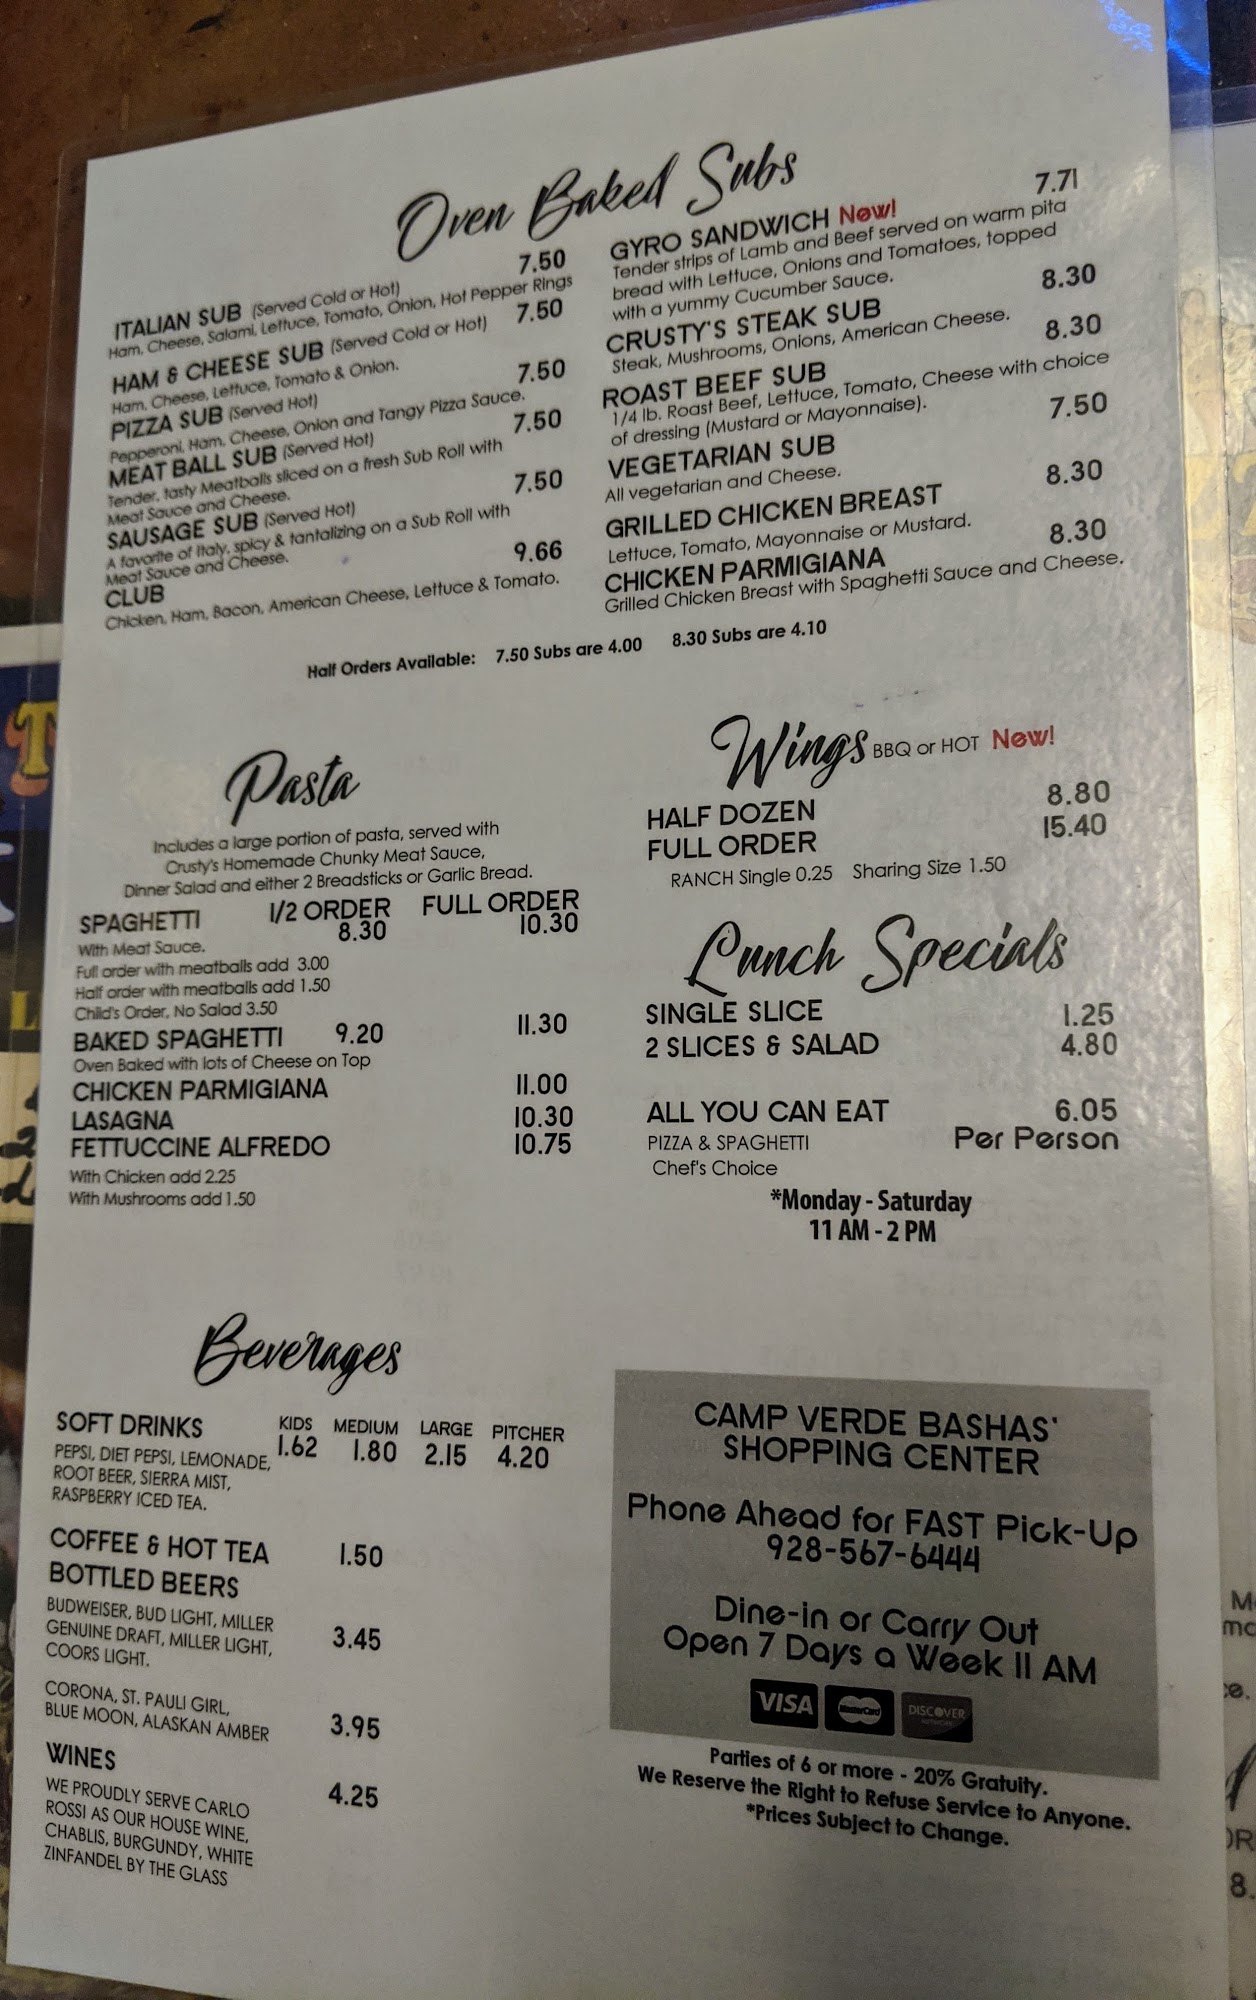 Oven Baked Subs
ITALIAN SUB (Served Cold or Hot) 7.50
Ham, Cheese, Salami, Lettuce, Tomato, Onion, Hot Pepper Rings
HAM & CHEESE SUB (Served Cold or Hot) 7.50
Ham, Cheese, Lettuce, Tomato & Onion.
PIZZA SUB (Served Hot) 7.50
Pepperoni, Ham, Cheese, Onion and Tangy Pizza Sauce.
MEAT BALL SUB (Served Hot) 7.50
Tender, tasty Meatballs sliced on a fresh Sub Roll with
Meat Sauce and Cheese.
SAUSAGE SUB (Served Hot) 7.50
A favorite of Italy, spicy & tantalizing on a Sub Roll with
Meat Sauce and Cheese.
CLUB 9.66
Chicken, Ham, Bacon, American Cheese, Lettuce & Tomato.
GYRO SANDWICH New! 7.71
Tender strips of Lamb and Beef served on warm pita
bread with Lettuce, Onions and Tomatoes, topped
with a yummy Cucumber Sauce.
CRUSTY'S STEAK SUB 8.30
Steak, Mushrooms, Onions, American Cheese.
ROAST BEEF SUB 8.30
1/4 lb. Roast Beef, Lettuce, Tomato, Cheese with choice
of dressing (Mustard or Mayonnaise).
VEGETARIAN SUB 7.50
All vegetarian and Cheese.
GRILLED CHICKEN BREAST 8.30
Lettuce, Tomato, Mayonnaise or Mustard.
CHICKEN PARMIGIANA 8.30
Grilled Chicken Breast with Spaghetti Sauce and Cheese.
Half Orders Available: 7.50 Subs are 4.00 8.30 Subs are 4.10
Pasta
Includes a large portion of pasta, served with
Crusty's Homemade Chunky Meat Sauce,
Dinner Salad and either 2 Breadsticks or Garlic Bread.
1/2 ORDER FULL ORDER
SPAGHETTI 8.30 10.30
With Meat Sauce.
Full order with meatballs add 3.00
Half order with meatballs add 1.50
Child's Order, No Salad 3.50
BAKED SPAGHETTI 9.20 11.30
Oven Baked with lots of Cheese on Top
CHICKEN PARMIGIANA 11.00
LASAGNA 10.30
FETTUCCINE ALFREDO 10.75
With Chicken add 2.25
With Mushrooms add 1.50
Wings BBQ or HOT New!
HALF DOZEN 8.80
FULL ORDER 15.40
RANCH Single 0.25 Sharing Size 1.50
Lunch Specials
SINGLE SLICE 1.25
2 SLICES & SALAD 4.80
ALL YOU CAN EAT 6.05
PIZZA & SPAGHETTI Per Person
Chef's Choice
*Monday - Saturday
11 AM - 2 PM
Beverages
KIDS MEDIUM LARGE PITCHER
SOFT DRINKS 1.62 1.80 2.15 4.20
PEPSI, DIET PEPSI, LEMONADE,
ROOT BEER, SIERRA MIST,
RASPBERRY ICED TEA.
COFFEE & HOT TEA 1.50
BOTTLED BEERS
BUDWEISER, BUD LIGHT, MILLER
GENUINE DRAFT, MILLER LIGHT, 3.45
COORS LIGHT.
CORONA, ST. PAULI GIRL,
BLUE MOON, ALASKAN AMBER 3.95
WINES
WE PROUDLY SERVE CARLO 4.25
ROSSI AS OUR HOUSE WINE,
CHABLIS, BURGUNDY, WHITE
ZINFANDEL BY THE GLASS
CAMP VERDE BASHAS'
SHOPPING CENTER
Phone Ahead for FAST Pick-Up
928-567-6444
Dine-in or Carry Out
Open 7 Days a Week 11 AM
VISA MasterCard DISCOVER
NETWORK
Parties of 6 or more - 20% Gratuity.
We Reserve the Right to Refuse Service to Anyone.
*Prices Subject to Change.